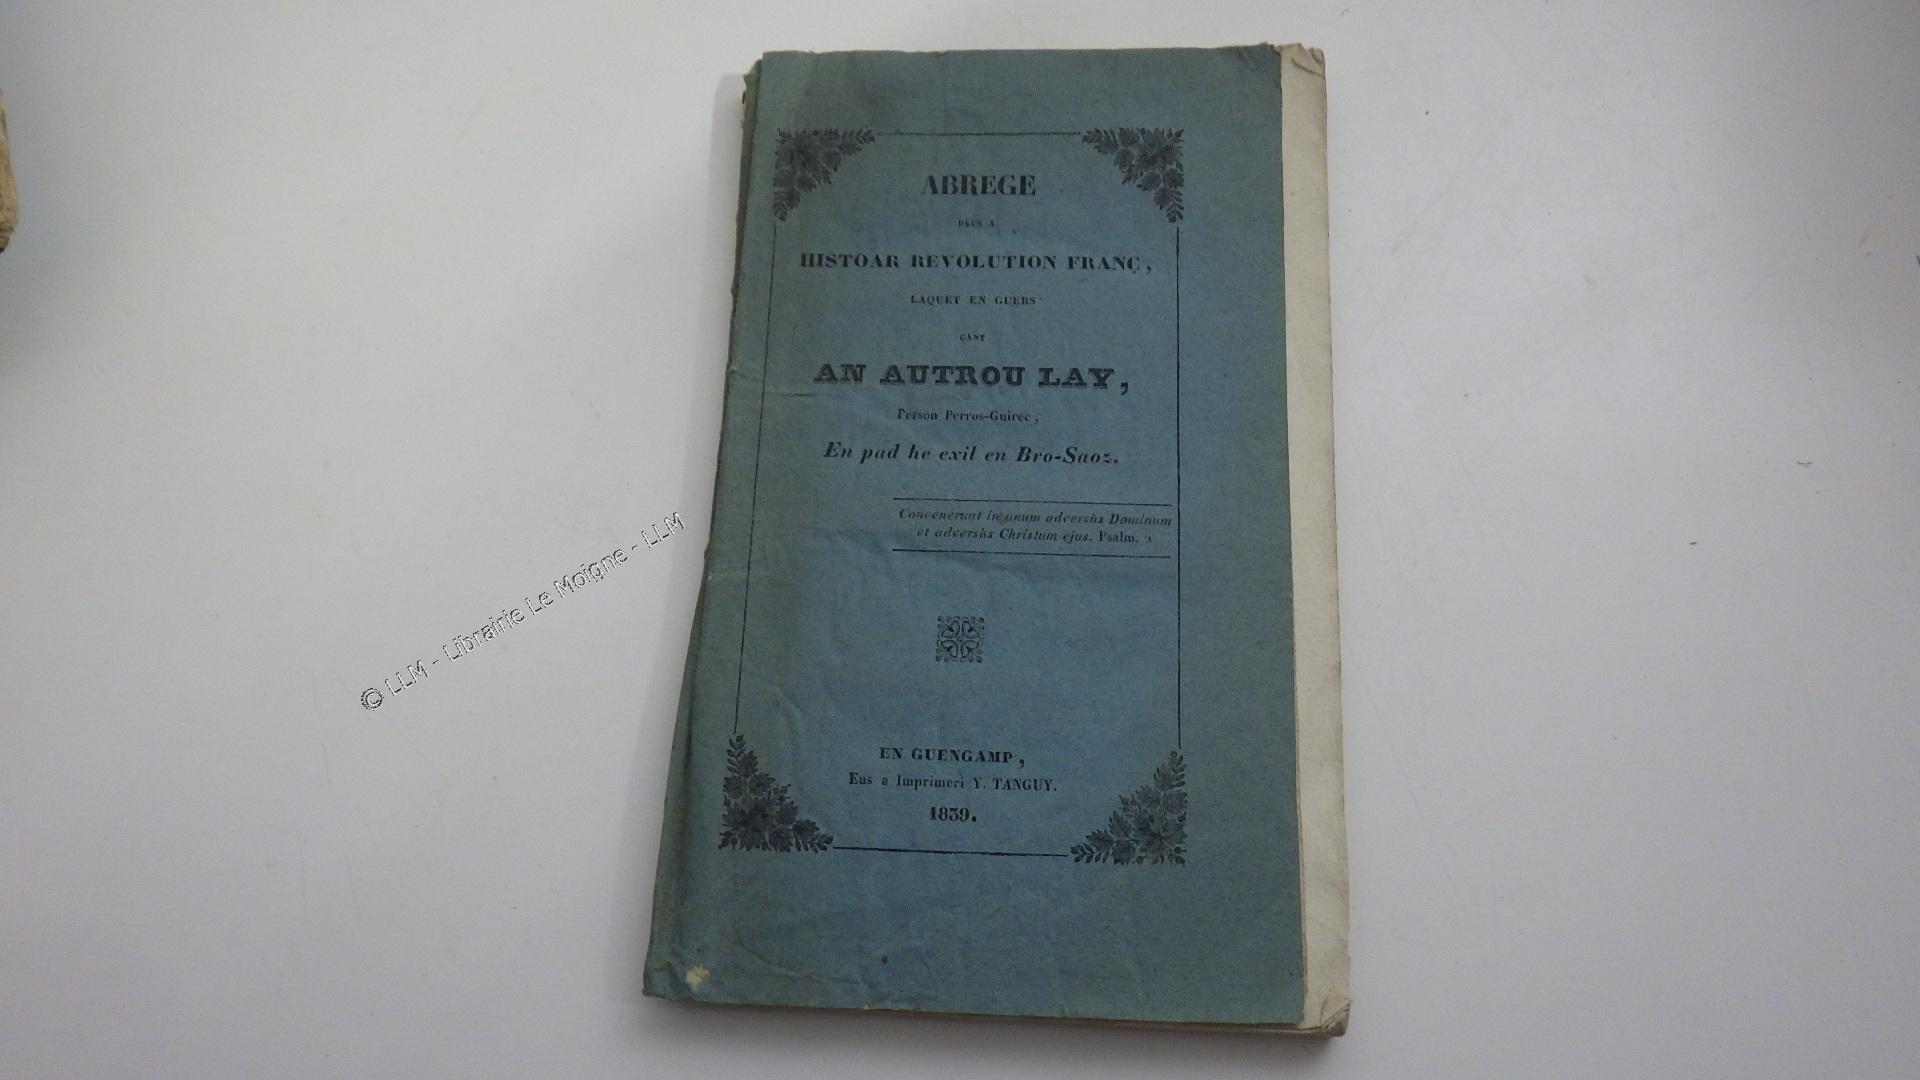 ABREGE
DEUS A
HISTOAR REVOLUTION FRANÇ,
LAQUET EN GUERS
GANT
AN AUTROU LAY,
Person Perros-Guirec,
En pad he exil en Bro-Saoz.
Convenerunt in unum adversùs Dominum
et adversùs Christum ejus. Psalm. 2
EN GUENGAMP,
Eus a Imprimeri Y. TANGUY.
1839.
© LLM - Librairie Le Moigne - LLM